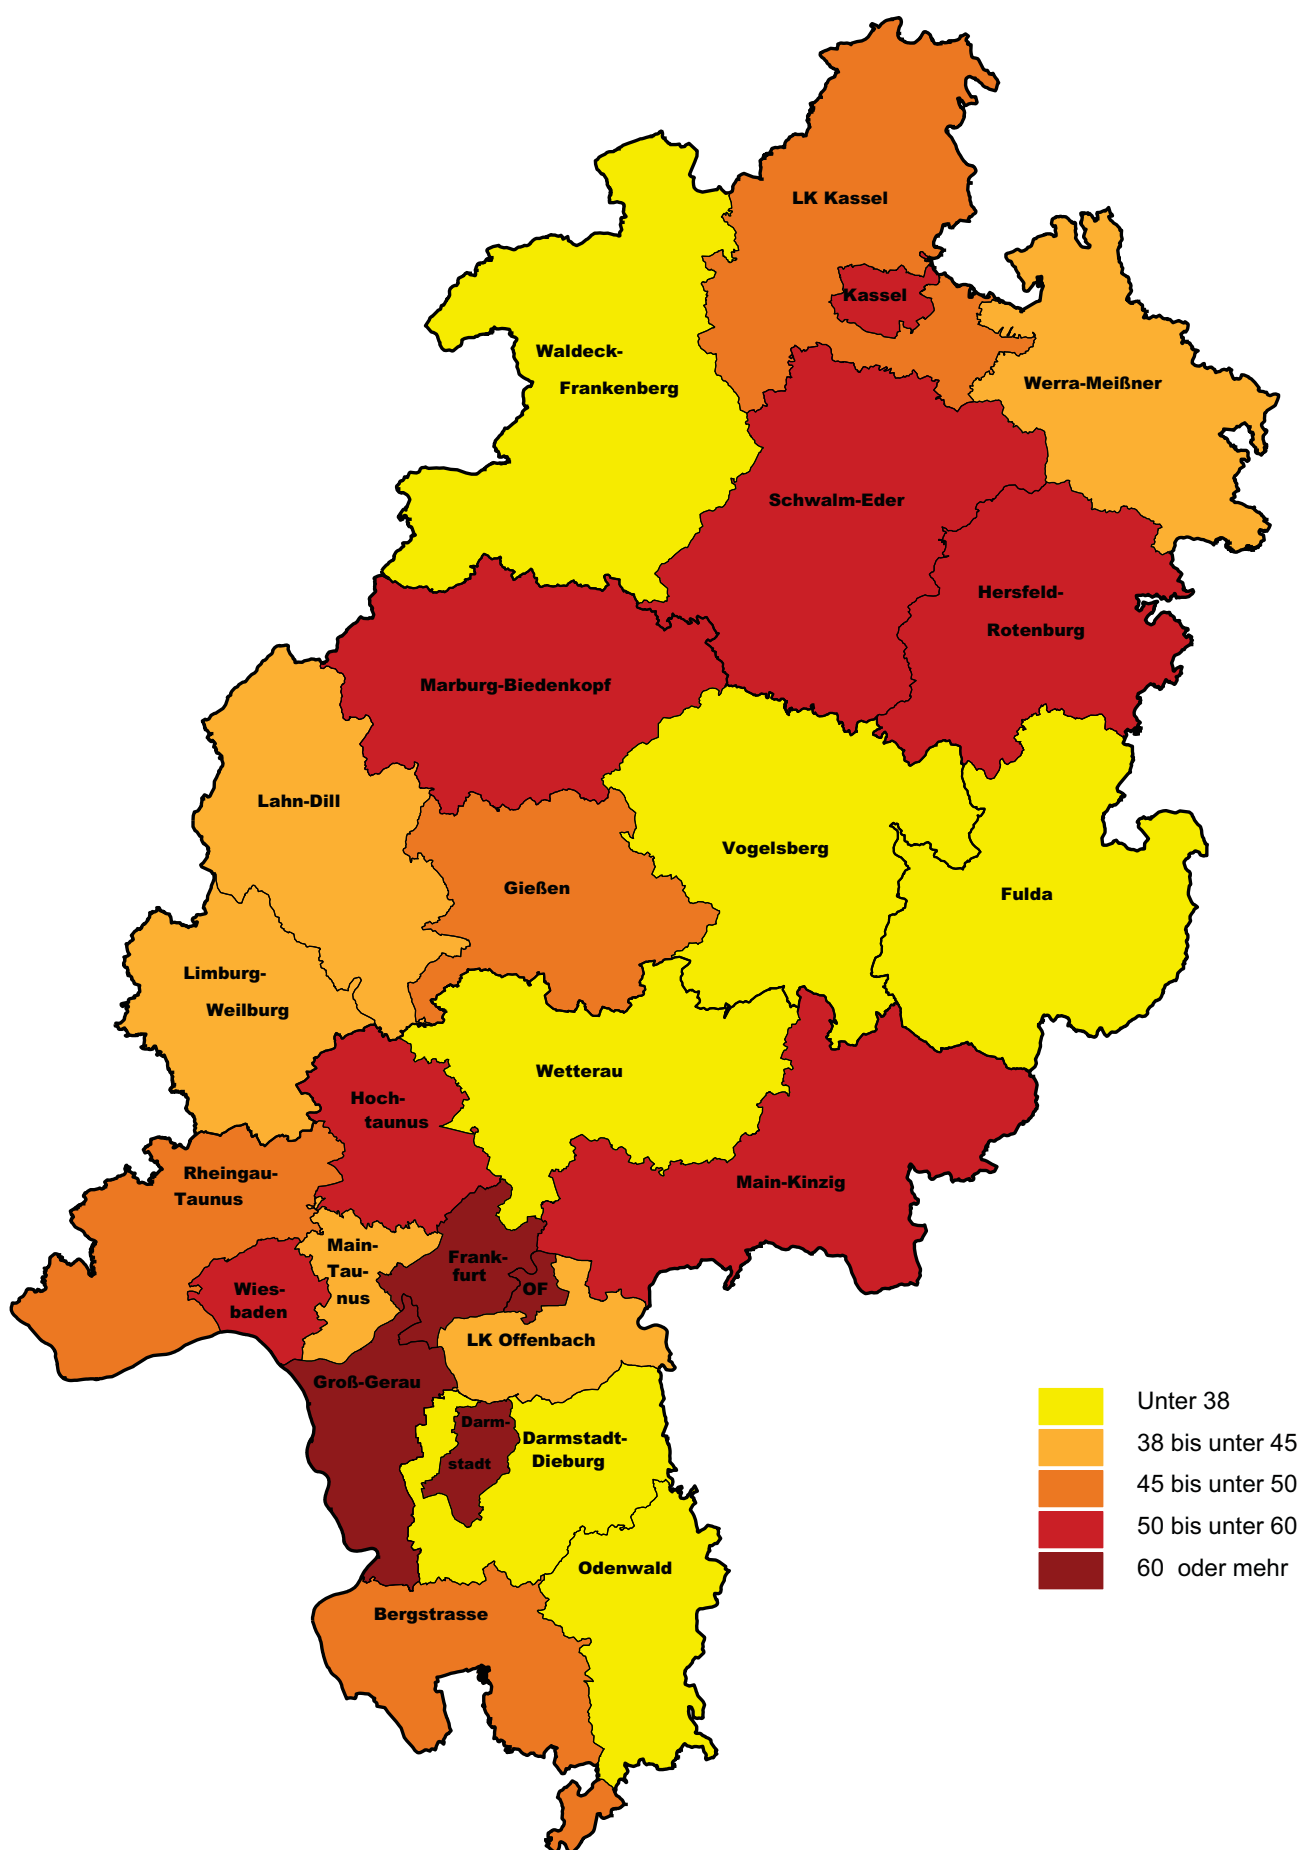 LK Kassel
Kassel
Waldeck-
Frankenberg
Werra-Meißner
Schwalm-Eder
Hersfeld-
Rotenburg
Marburg-Biedenkopf
Lahn-Dill
Vogelsberg
Gießen
Fulda
Limburg-
Weilburg
Wetterau
Hoch-
taunus
Rheingau-
Taunus
Main-Kinzig
Main-
Tau-
nus
Frank-
furt
OF
Wies-
baden
LK Offenbach
Groß-Gerau
Darm-
stadt
Darmstadt-
Dieburg
Odenwald
Bergstrasse
Unter 38
38 bis unter 45
45 bis unter 50
50 bis unter 60
60 oder mehr